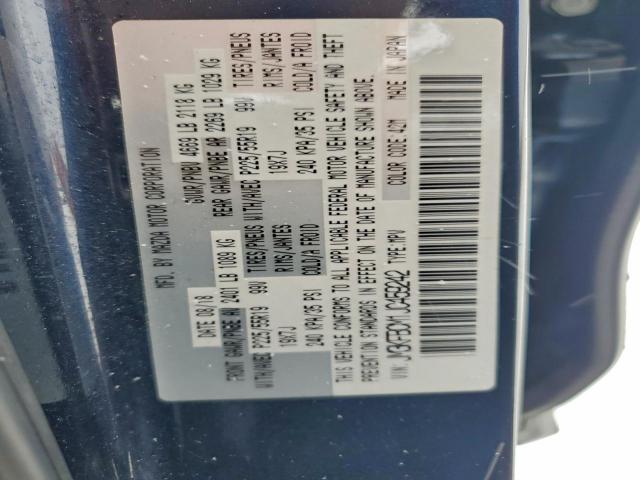 MFD. BY MAZDA MOTOR CORPORATION
DATE 08/18 GVWR/PNBV 4669 LB 2118 KG
FRONT GAWR/PNBE AV 2401 LB 1089 KG REAR GAWR/PNBE AR 2269 LB 1029 KG
WITH/AVEC P225/55R19 99V TIRES/PNEUS WITH/AVEC P225/55R19 99V TIRES/PNEUS
19X7J RIMS/JANTES 19X7J RIMS/JANTES
240 KPA/35 PSI COLD/A FROID 240 KPA/35 PSI COLD/A FROID
THIS VEHICLE CONFORMS TO ALL APPLICABLE FEDERAL MOTOR VEHICLE SAFETY AND THEFT
PREVENTION STANDARDS IN EFFECT ON THE DATE OF MANUFACTURE SHOWN ABOVE.
VIN: TYPE: MPV COLOR CODE: 42M MADE IN JAPAN